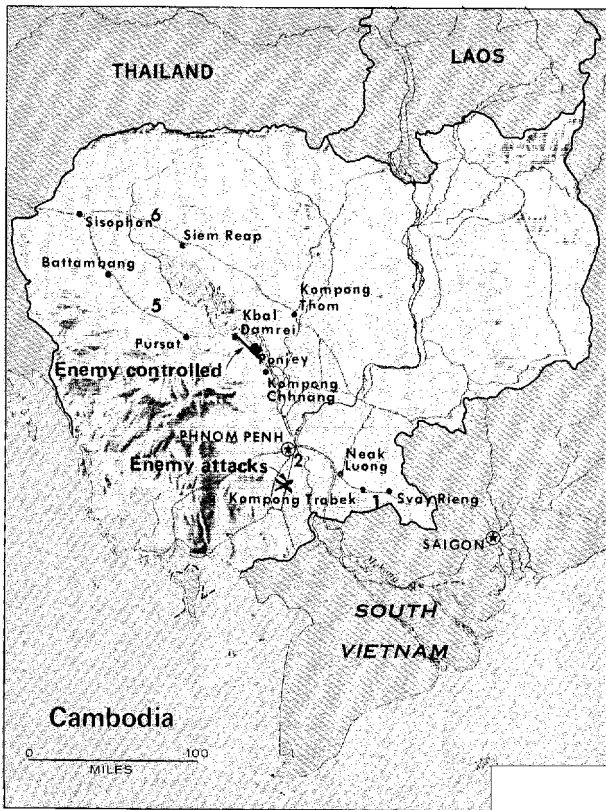 THAILAND
LAOS
Sisophon
6
Siem Reap
Battambang
Kompong
Thom
5
Kbal
Damrei
Pursat
Ponley
Enemy controlled
Kompong
Chhnang
PHNOM PENH
2
Neak
Luong
Enemy attacks
Kompong Trabek
1
Svay Rieng
SAIGON
Mekong
SOUTH
VIETNAM
Cambodia
0
100
MILES